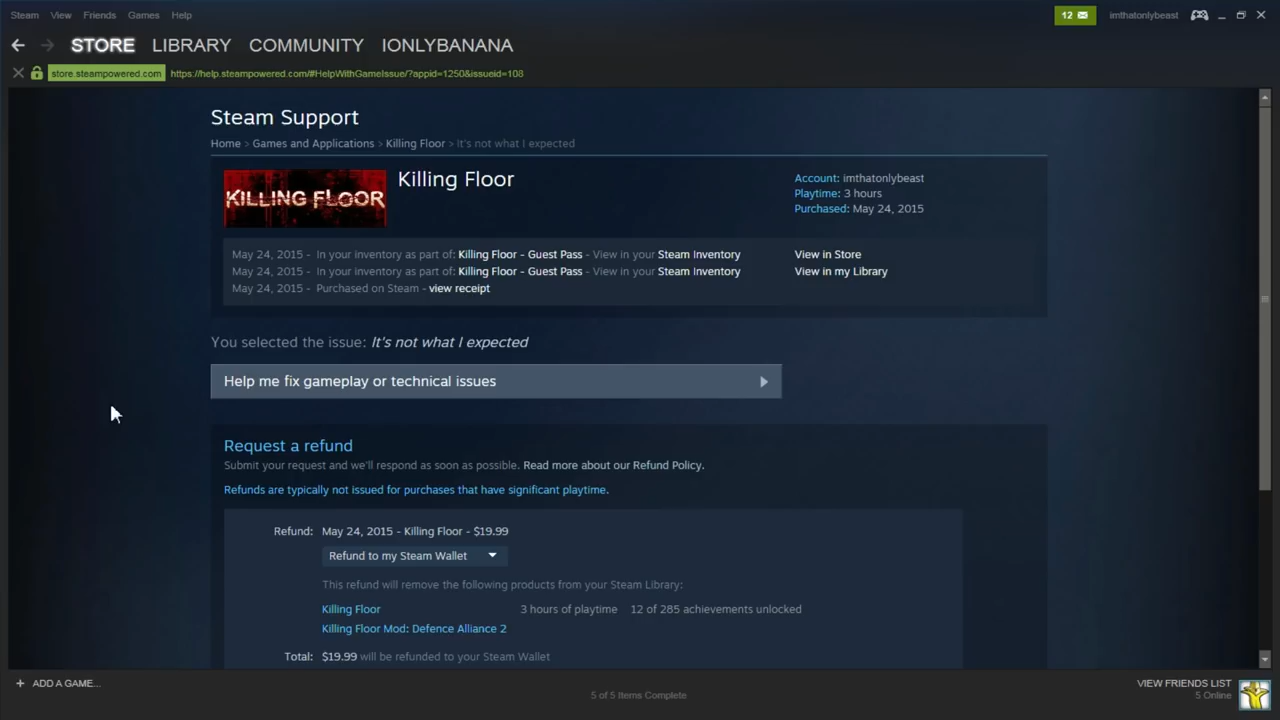 Steam View Friends Games Help
12 imthatonlybeast
STORE LIBRARY COMMUNITY IONLYBANANA
store.steampowered.com https://help.steampowered.com/#HelpWithGameIssue/?appid=1250&issueid=108
Steam Support
Home > Games and Applications > Killing Floor > It's not what I expected
KILLING FLOOR
Killing Floor
Account: imthatonlybeast
Playtime: 3 hours
Purchased: May 24, 2015
May 24, 2015 - In your inventory as part of: Killing Floor - Guest Pass - View in your Steam Inventory
View in Store
May 24, 2015 - In your inventory as part of: Killing Floor - Guest Pass - View in your Steam Inventory
View in my Library
May 24, 2015 - Purchased on Steam - view receipt
You selected the issue: It's not what I expected
Help me fix gameplay or technical issues
Request a refund
Submit your request and we'll respond as soon as possible. Read more about our Refund Policy.
Refunds are typically not issued for purchases that have significant playtime.
Refund: May 24, 2015 - Killing Floor - $19.99
Refund to my Steam Wallet
This refund will remove the following products from your Steam Library:
Killing Floor 3 hours of playtime 12 of 285 achievements unlocked
Killing Floor Mod: Defence Alliance 2
Total: $19.99 will be refunded to your Steam Wallet
+ ADD A GAME...
5 of 5 Items Complete
VIEW FRIENDS LIST
5 Online